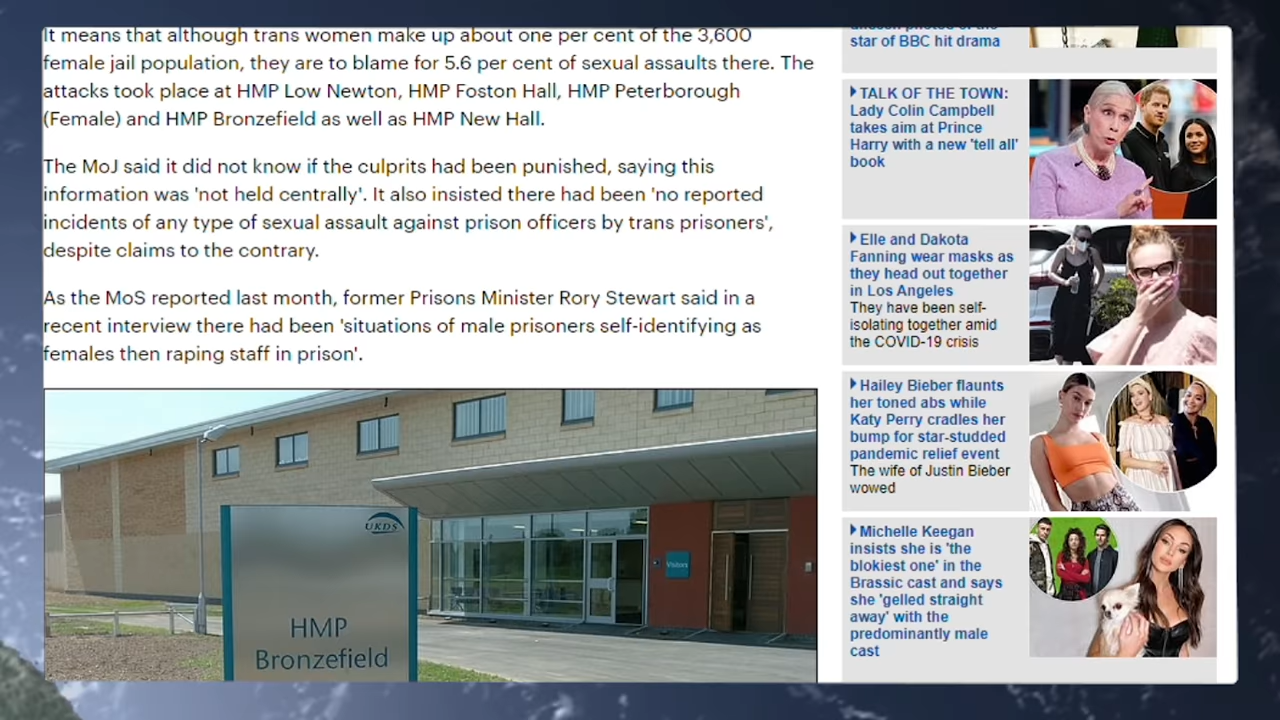 It means that although trans women make up about one per cent of the 3,600
female jail population, they are to blame for 5.6 per cent of sexual assaults there. The
attacks took place at HMP Low Newton, HMP Foston Hall, HMP Peterborough
(Female) and HMP Bronzefield as well as HMP New Hall.
The MoJ said it did not know if the culprits had been punished, saying this
information was 'not held centrally'. It also insisted there had been 'no reported
incidents of any type of sexual assault against prison officers by trans prisoners',
despite claims to the contrary.
As the MoS reported last month, former Prisons Minister Rory Stewart said in a
recent interview there had been 'situations of male prisoners self-identifying as
females then raping staff in prison'.
UKDS
Visitors
HMP
Bronzefield
star of BBC hit drama
TALK OF THE TOWN:
Lady Colin Campbell
takes aim at Prince
Harry with a new 'tell all'
book
Elle and Dakota
Fanning wear masks as
they head out together
in Los Angeles
They have been self-
isolating together amid
the COVID-19 crisis
Hailey Bieber flaunts
her toned abs while
Katy Perry cradles her
bump for star-studded
pandemic relief event
The wife of Justin Bieber
wowed
Michelle Keegan
insists she is 'the
blokiest one' in the
Brassic cast and says
she 'gelled straight
away' with the
predominantly male
cast